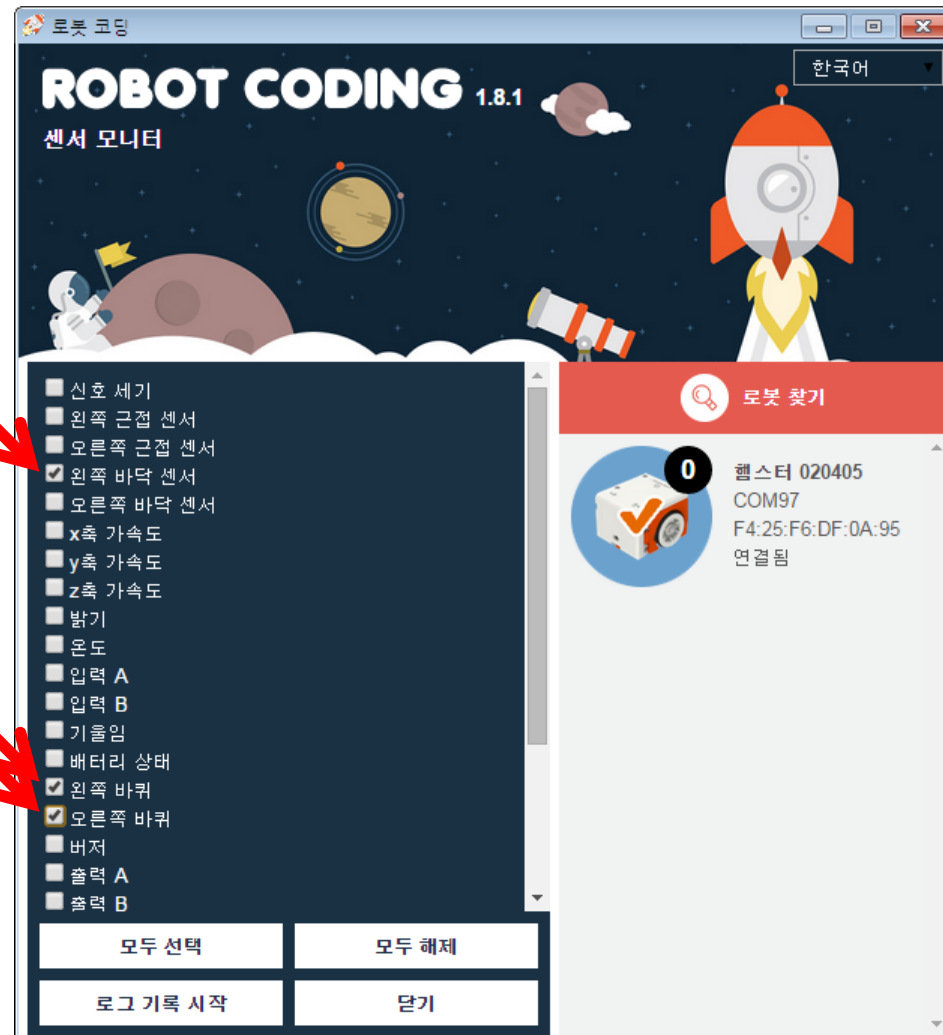 로봇 코딩
한국어
ROBOT CODING 1.8.1
센서 모니터
신호 세기
왼쪽 근접 센서
오른쪽 근접 센서
왼쪽 바닥 센서
오른쪽 바닥 센서
x축 가속도
y축 가속도
z축 가속도
밝기
온도
입력 A
입력 B
기울임
배터리 상태
왼쪽 바퀴
오른쪽 바퀴
버저
출력 A
출력 B
모두 선택
모두 해제
로그 기록 시작
닫기
로봇 찾기
0
햄스터 020405
COM97
F4:25:F6:DF:0A:95
연결됨